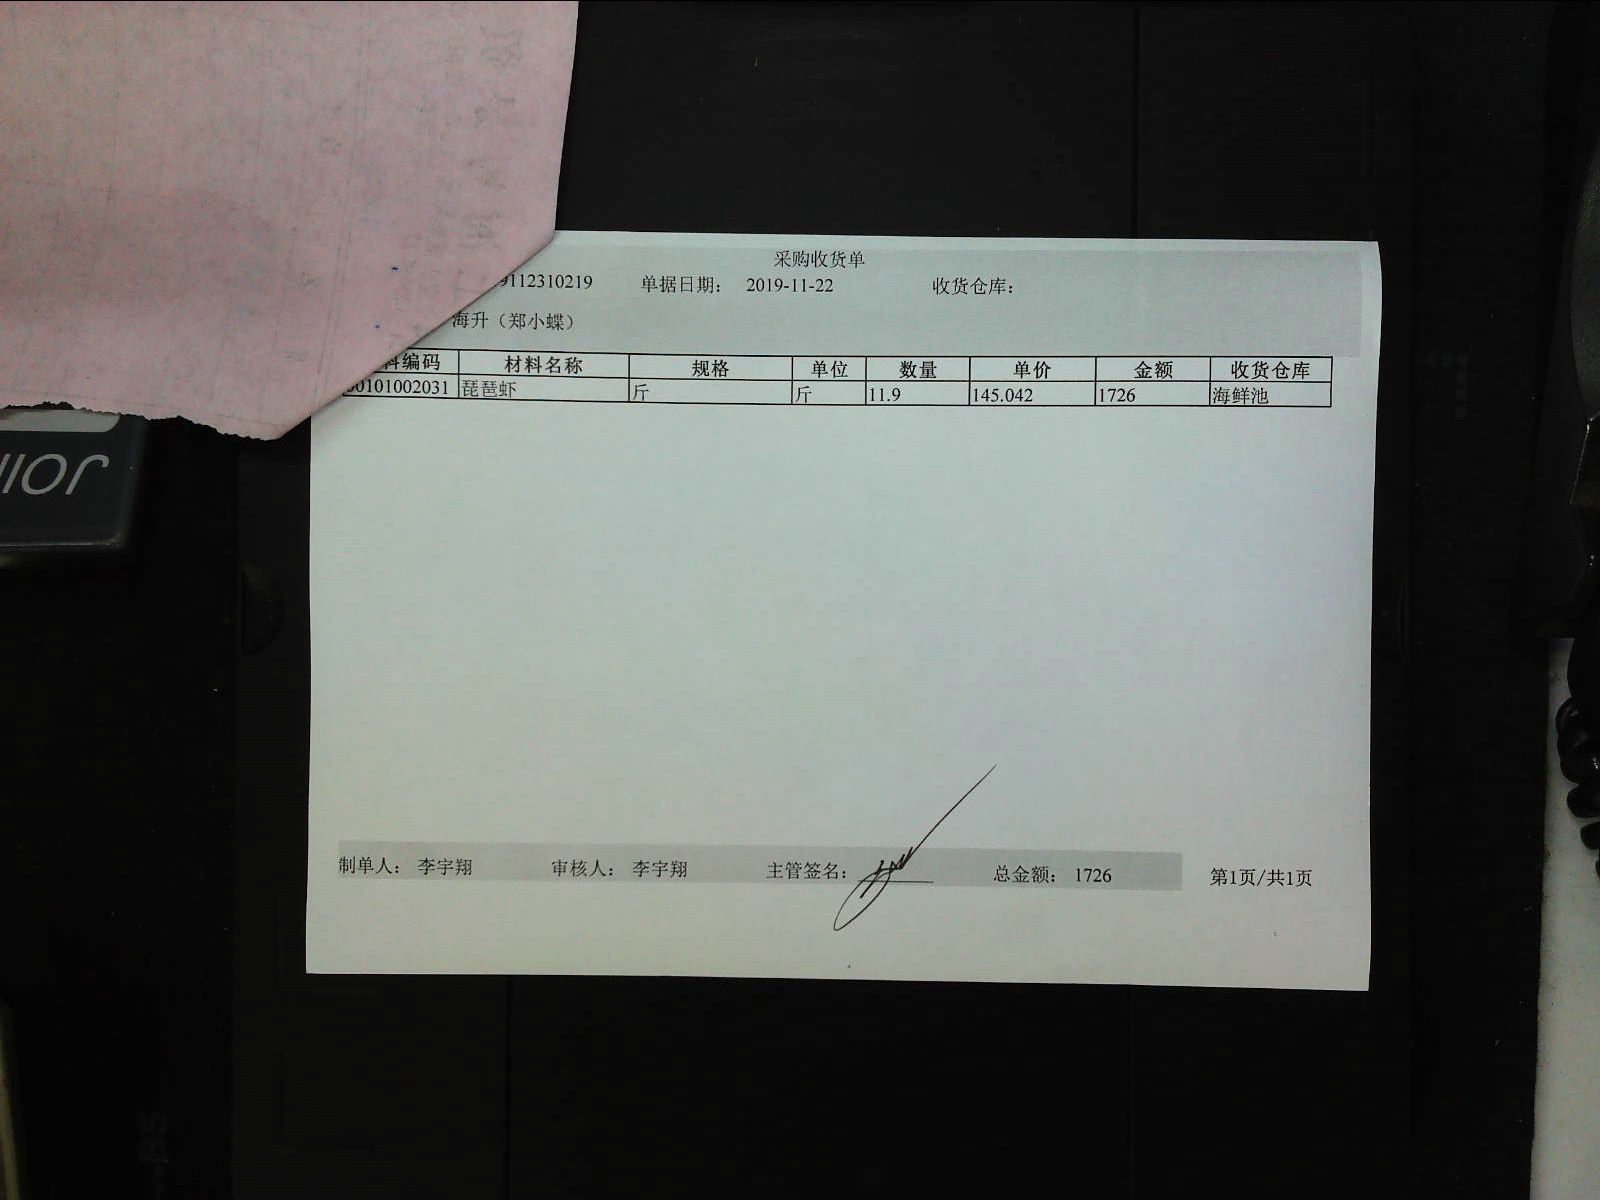 采购收货单
9112310219 单据日期： 2019-11-22 收货仓库：
海升（郑小蝶）
料编码 材料名称 规格 单位 数量 单价 金额 收货仓库
00101002031 琵琶虾 斤 斤 11.9 145.042 1726 海鲜池
制单人： 李宇翔 审核人： 李宇翔 主管签名： 总金额： 1726 第1页/共1页